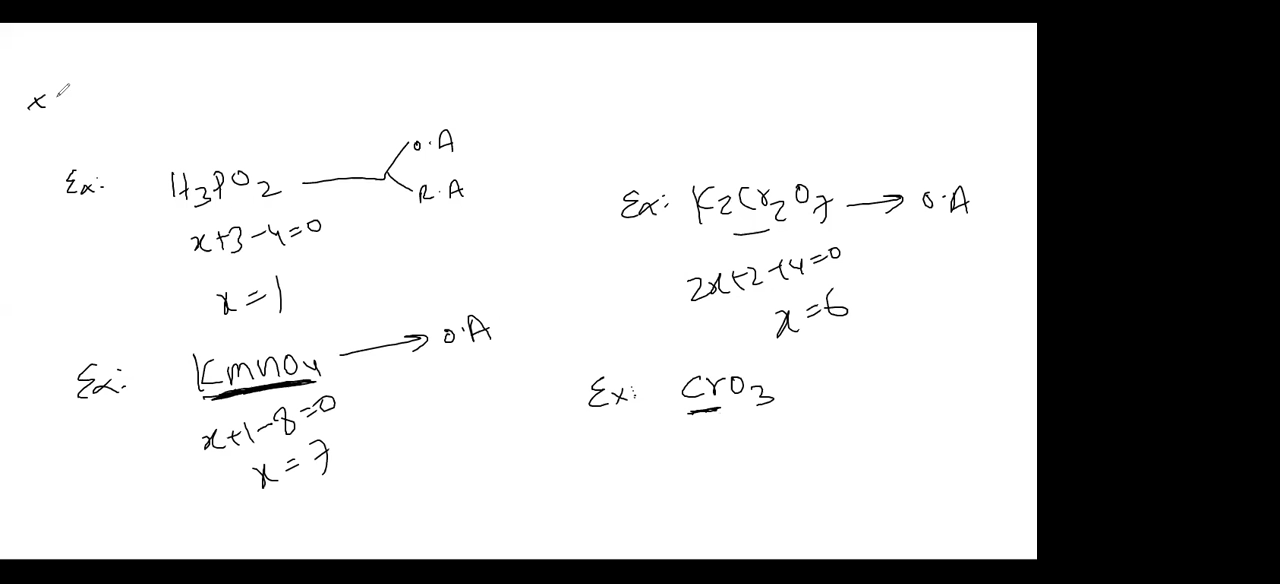 x
Ex: H3PO2 O.A
R.A
x+3-4=0
x=1
Ex: KMnO4 → O.A
x+1-8=0
x=7
Ex: K2Cr2O7 → O.A
2x+2-14=0
x=6
Ex: CrO3